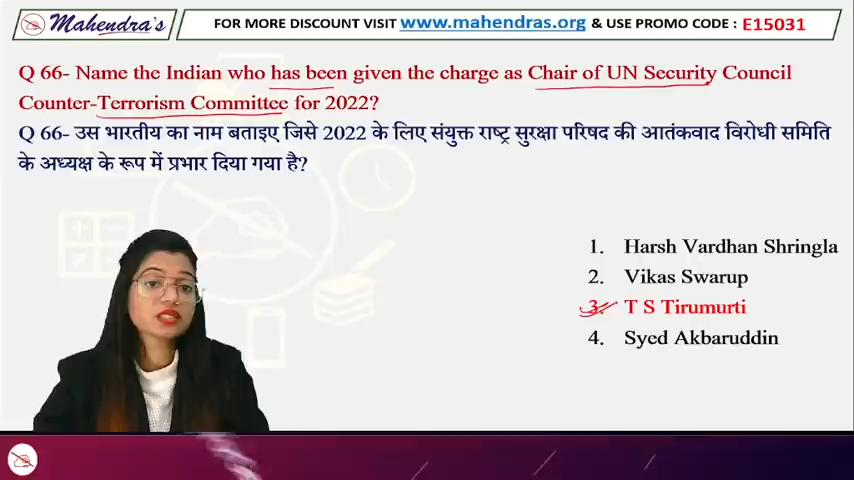 Mahendra's
FOR MORE DISCOUNT VISIT www.mahendras.org & USE PROMO CODE : E15031
Q 66- Name the Indian who has been given the charge as Chair of UN Security Council
Counter-Terrorism Committee for 2022?
Q 66- उस भारतीय का नाम बताइए जिसे 2022 के लिए संयुक्त राष्ट्र सुरक्षा परिषद की आतंकवाद विरोधी समिति
के अध्यक्ष के रूप में प्रभार दिया गया है?
1. Harsh Vardhan Shringla
2. Vikas Swarup
3. T S Tirumurti
4. Syed Akbaruddin